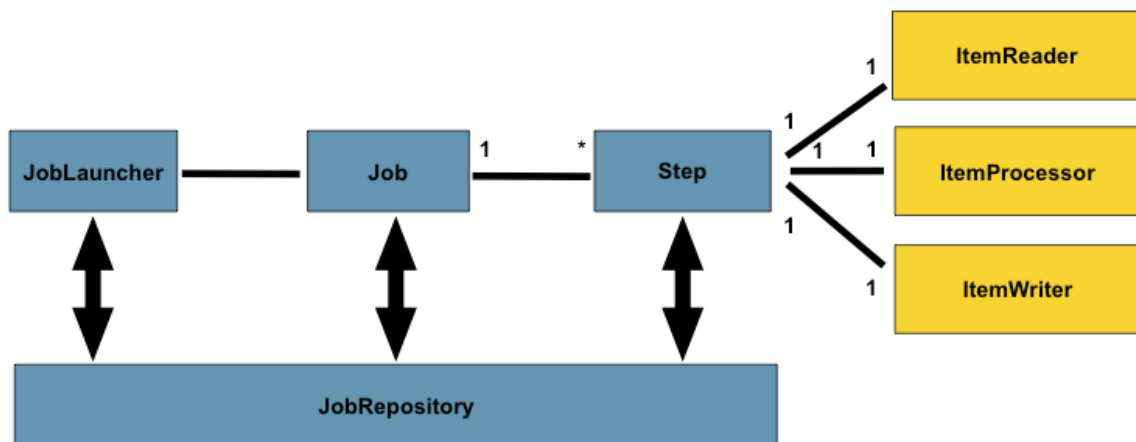 ItemReader
1
1
JobLauncher
Job
1
*
Step
1
1
ItemProcessor
1
1
ItemWriter
JobRepository